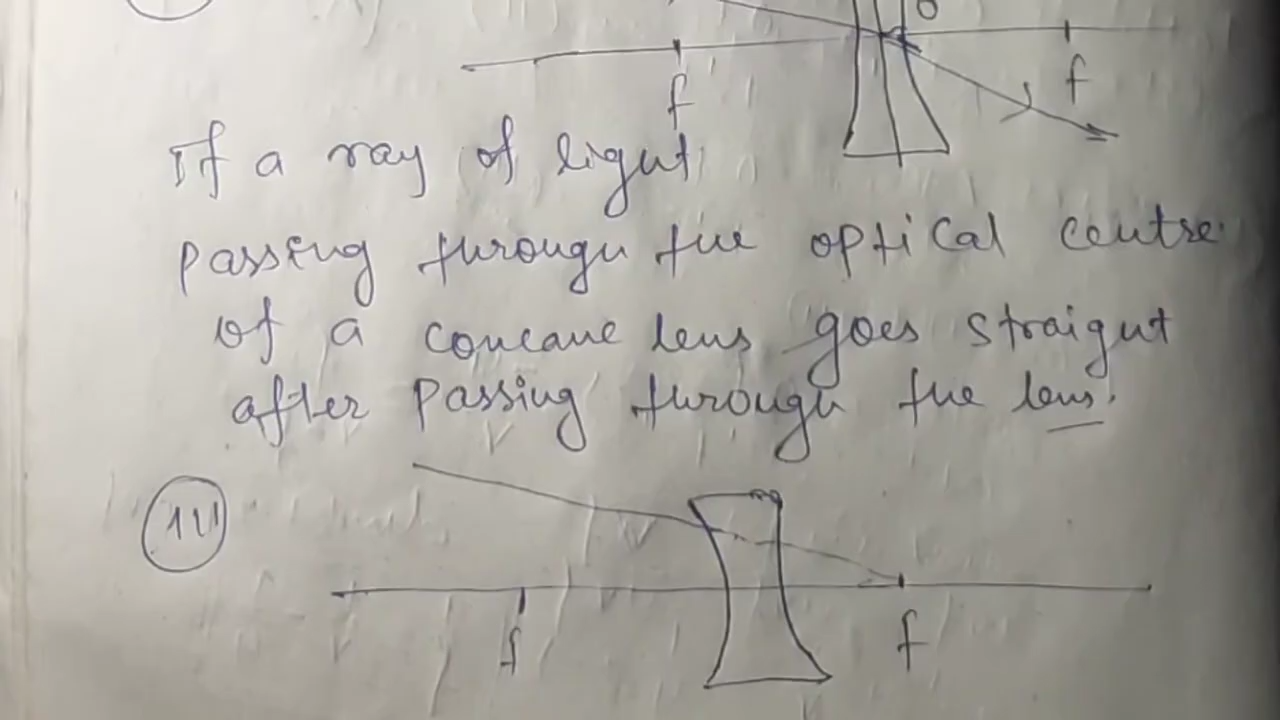 O
f
f
If a ray of light
Passing through the optical centre
of a concave lens goes straight
after passing through the lens.
111
f
f